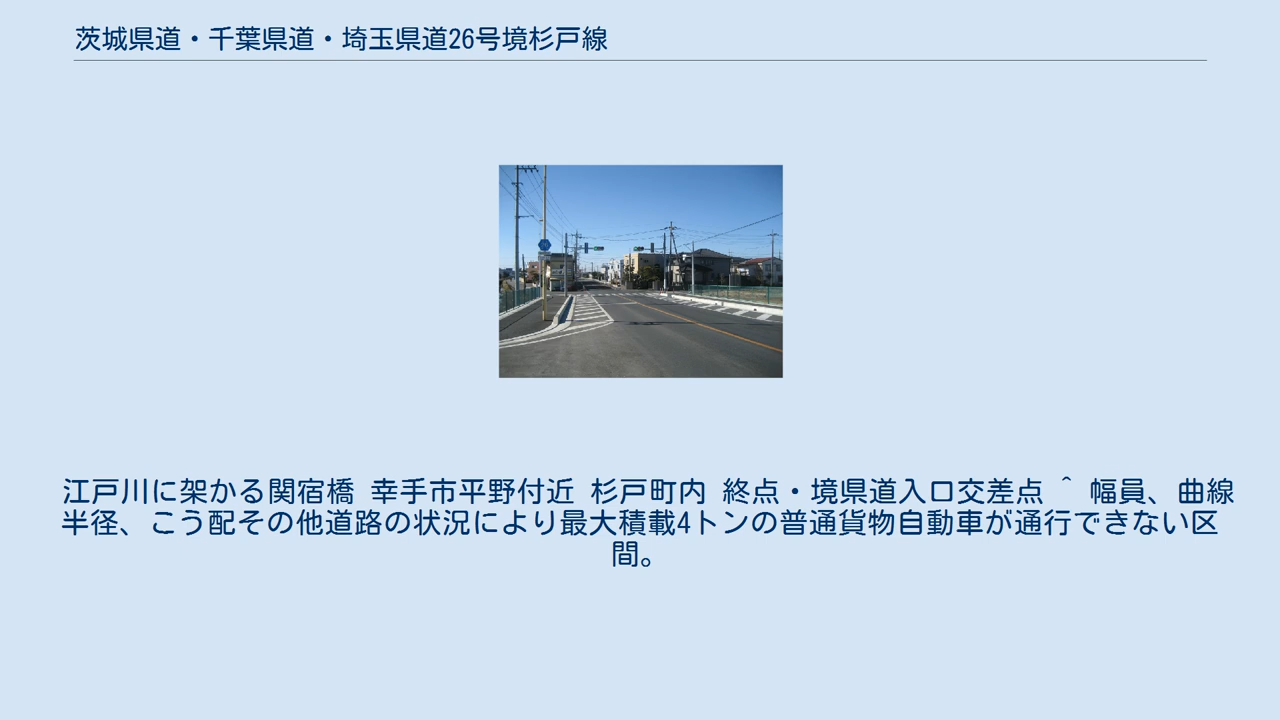 茨城県道・千葉県道・埼玉県道26号境杉戸線
江戸川に架かる関宿橋 幸手市平野付近 杉戸町内 終点・境県道入口交差点 ^ 幅員、曲線
半径、こう配その他道路の状況により最大積載4トンの普通貨物自動車が通行できない区
間。